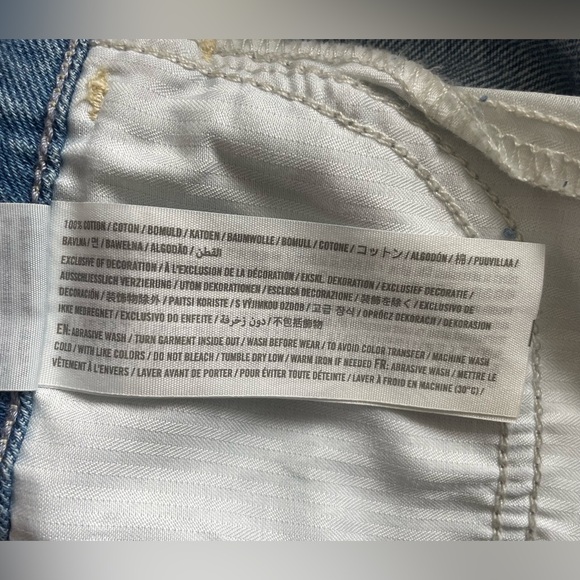 100% COTTON / COTON / BOMULD / KATOEN / BAUMWOLLE / BOMULL / COTONE / コットン / ALGODÓN / 棉 / PUUVILLAA /
BAVLNA / 면 / BAWEŁNA / ALGODÃO / القطن /
EXCLUSIVE OF DECORATION / À L'EXCLUSION DE LA DÉCORATION / EKSKL. DEKORATION / EXCLUSIEF DECORATIE /
AUSSCHLIESSLICH VERZIERUNG / UTOM DEKORATIONEN / ESCLUSA DECORAZIONE / 装飾を除く / EXCLUSIVO DE
DECORACIÓN / 装饰物除外 / PAITSI KORISTE / S VÝJIMKOU OZDOB / 고급 장식 / OPRÓCZ DEKORACH / DEKORASJON
IKKE MEDREGNET / EXCLUSIVO DO ENFEITE / دون زخرفة / 不包括飾物
EN: ABRASIVE WASH / TURN GARMENT INSIDE OUT / WASH BEFORE WEAR / TO AVOID COLOR TRANSFER / MACHINE WASH
COLD / WITH LIKE COLORS / DO NOT BLEACH / TUMBLE DRY LOW / WARM IRON IF NEEDED FR: ABRASIVE WASH / METTRE LE
VÊTEMENT À L'ENVERS / LAVER AVANT DE PORTER / POUR ÉVITER TOUTE DÉTEINTE / LAVER À FROID EN MACHINE (30°C) /